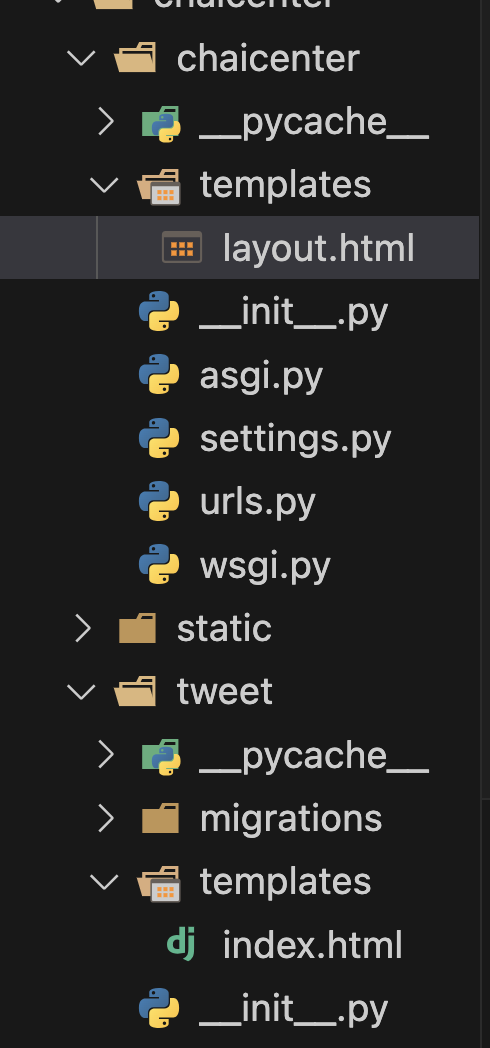 chaicenter
chaicenter
__pycache__
templates
layout.html
__init__.py
asgi.py
settings.py
urls.py
wsgi.py
static
tweet
__pycache__
migrations
templates
dj index.html
__init__.py